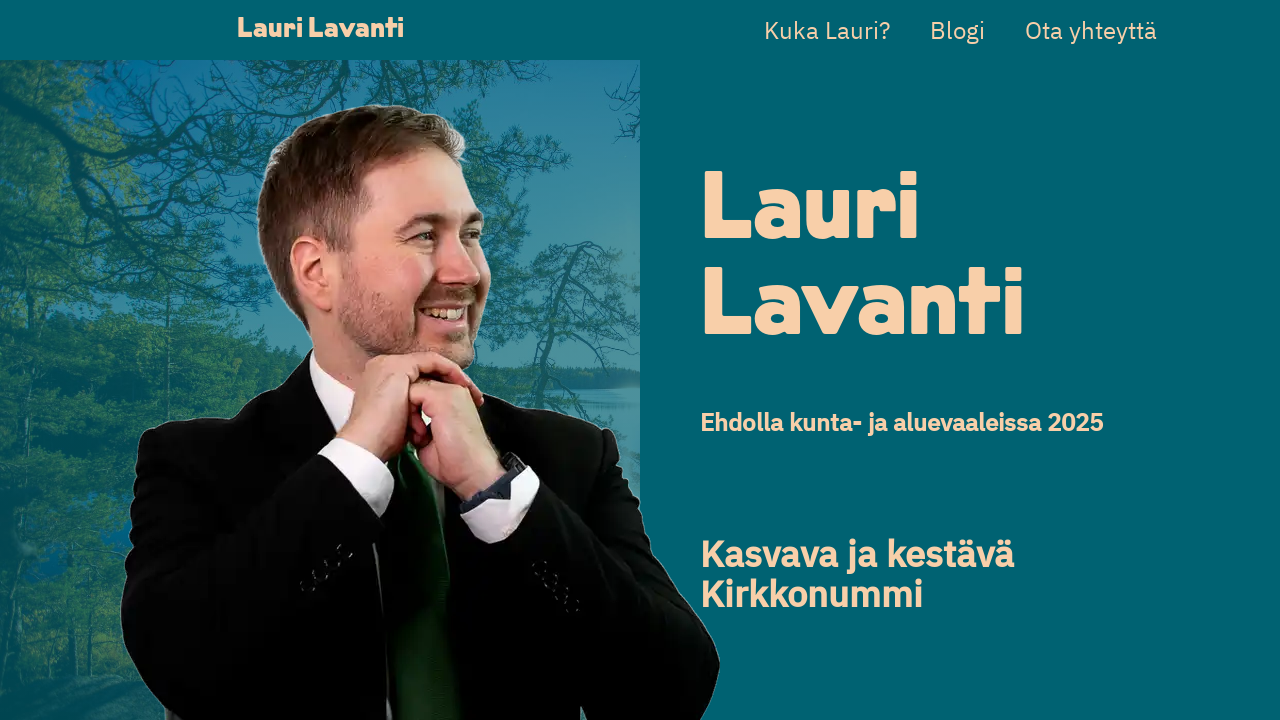 Lauri Lavanti
Kuka Lauri?
Blogi
Ota yhteyttä
Lauri
Lavanti
Ehdolla kunta- ja aluevaaleissa 2025
Kasvava ja kestävä
Kirkkonummi